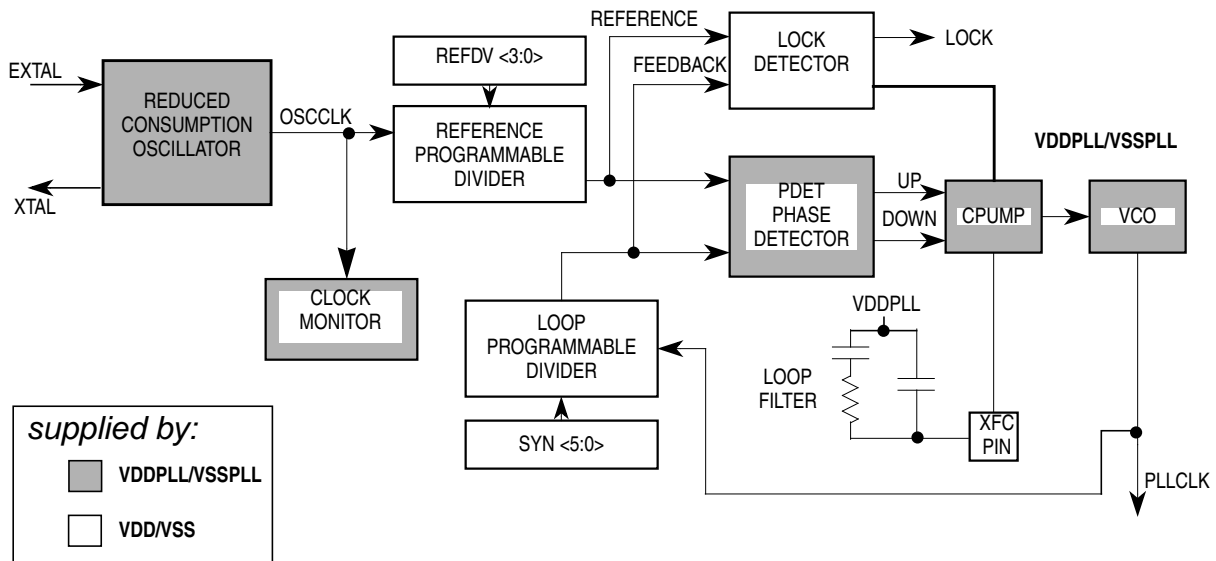 REFERENCE
LOCK
DETECTOR
LOCK
REFDV <3:0>
EXTAL
FEEDBACK
REDUCED
CONSUMPTION
OSCILLATOR
OSCCLK
REFERENCE
PROGRAMMABLE
DIVIDER
VDDPLL/VSSPLL
XTAL
PDET
PHASE
DETECTOR
UP
DOWN
CPUMP
VCO
CLOCK
MONITOR
LOOP
PROGRAMMABLE
DIVIDER
VDDPLL
LOOP
FILTER
XFC
PIN
SYN <5:0>
PLLCLK
supplied by:
VDDPLL/VSSPLL
VDD/VSS